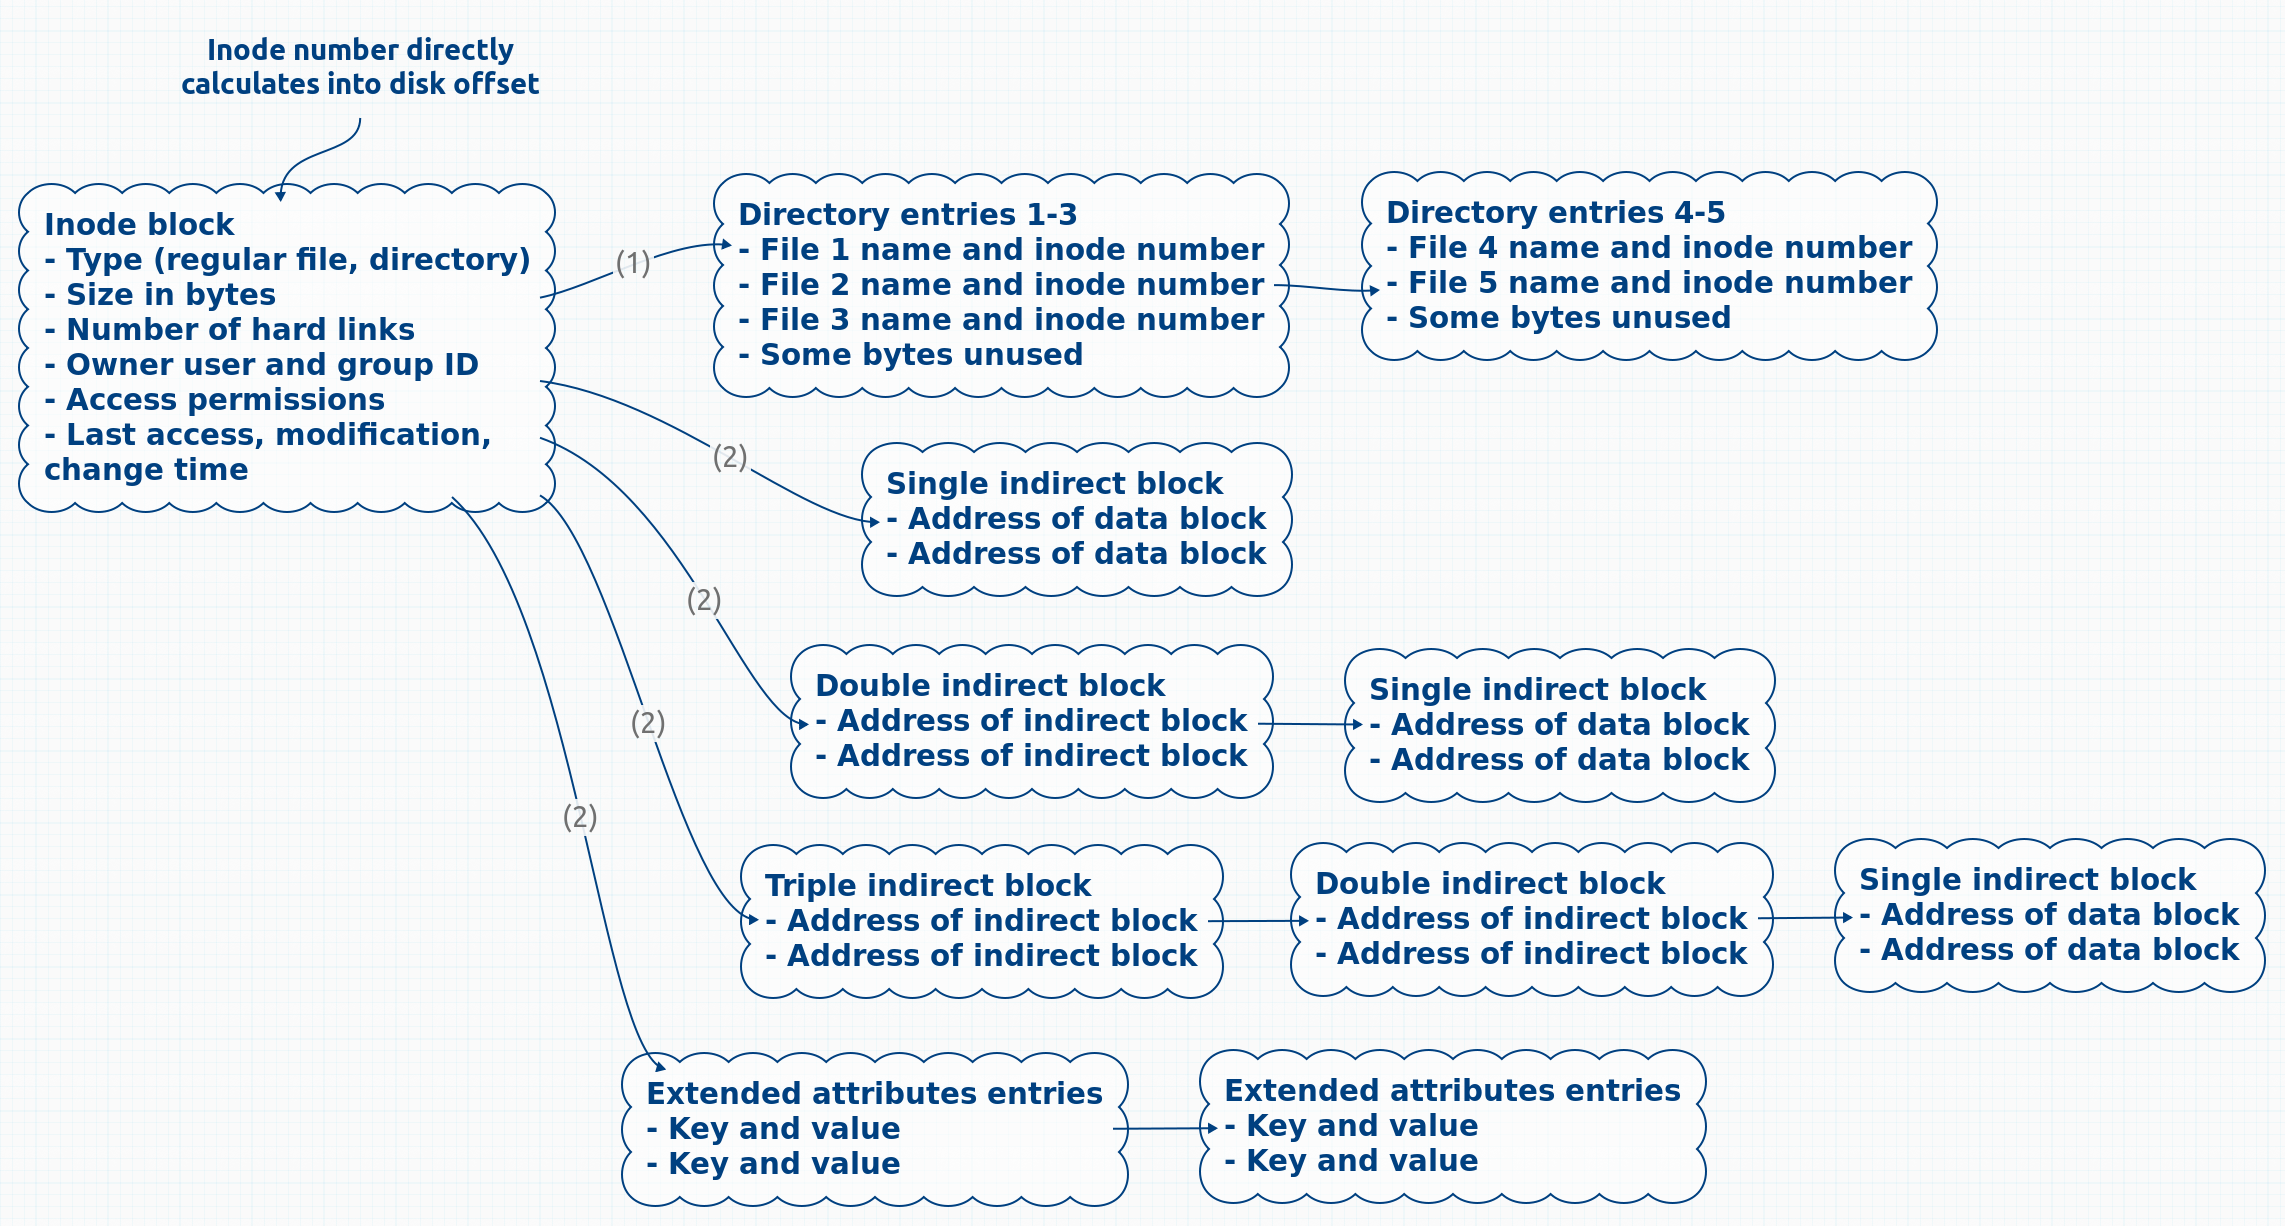 Inode number directly
calculates into disk offset
Inode block
- Type (regular file, directory)
- Size in bytes
- Number of hard links
- Owner user and group ID
- Access permissions
- Last access, modification,
change time
(1)
Directory entries 1-3
- File 1 name and inode number
- File 2 name and inode number
- File 3 name and inode number
- Some bytes unused
Directory entries 4-5
- File 4 name and inode number
- File 5 name and inode number
- Some bytes unused
(2)
Single indirect block
- Address of data block
- Address of data block
(2)
Double indirect block
- Address of indirect block
- Address of indirect block
Single indirect block
- Address of data block
- Address of data block
(2)
Triple indirect block
- Address of indirect block
- Address of indirect block
Double indirect block
- Address of indirect block
- Address of indirect block
Single indirect block
- Address of data block
- Address of data block
(2)
Extended attributes entries
- Key and value
- Key and value
Extended attributes entries
- Key and value
- Key and value